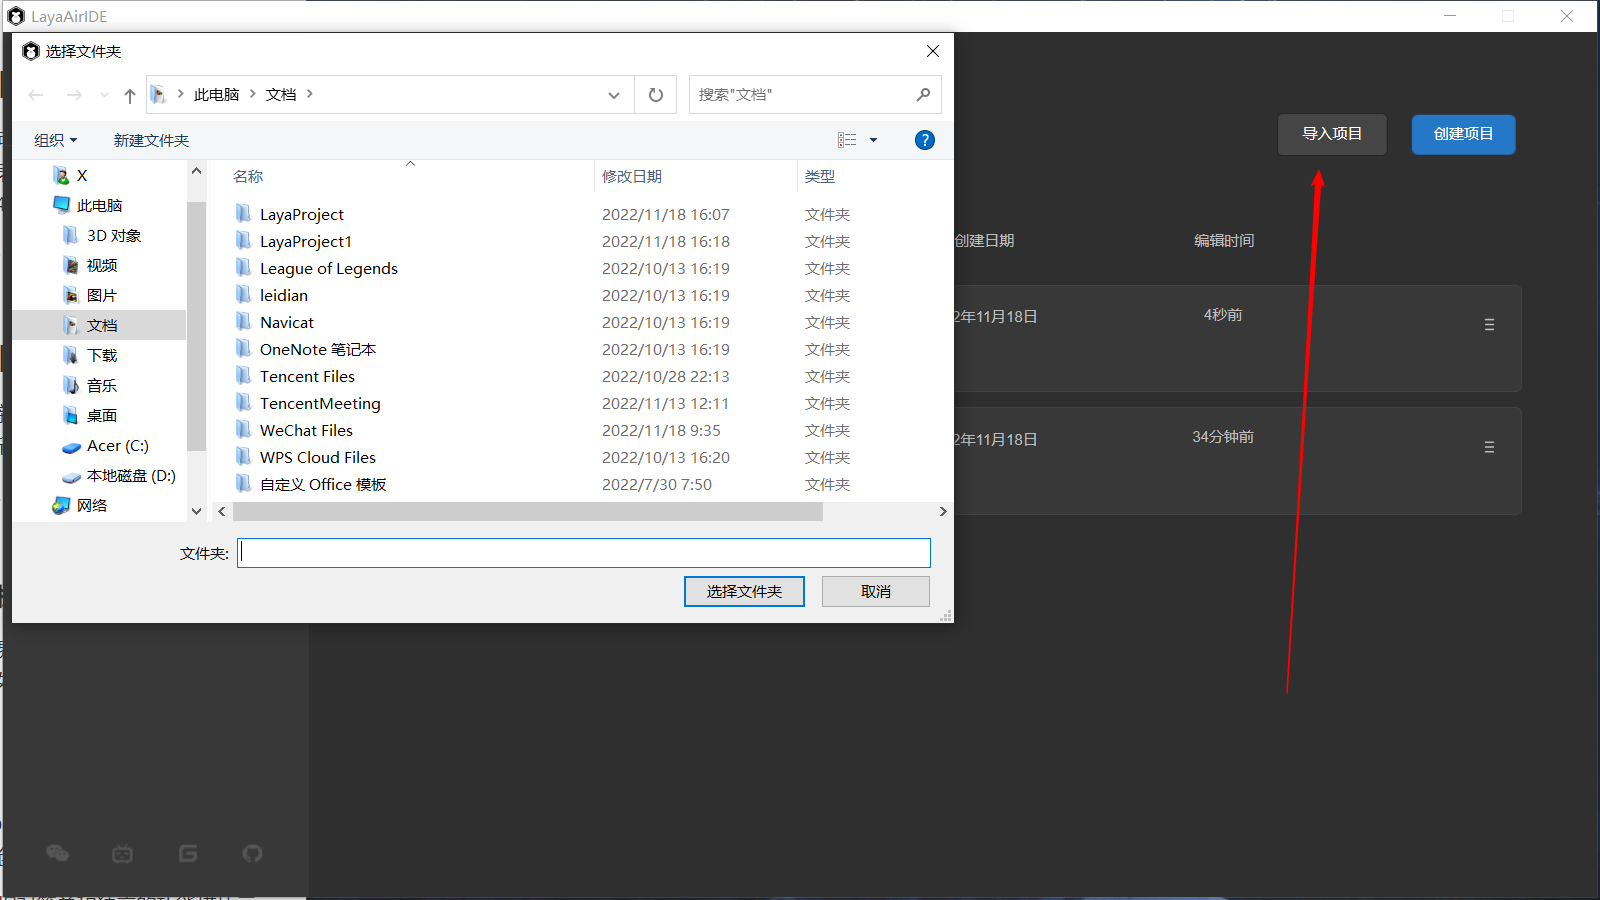 LayaAirIDE
选择文件夹
此电脑 文档
搜索"文档"
组织 新建文件夹
导入项目 创建项目
X
此电脑
3D 对象
视频
图片
文档
下载
音乐
桌面
Acer (C:)
本地磁盘 (D:)
网络
名称 修改日期 类型
LayaProject 2022/11/18 16:07 文件夹
LayaProject1 2022/11/18 16:18 文件夹
League of Legends 2022/10/13 16:19 文件夹
leidian 2022/10/13 16:19 文件夹
Navicat 2022/10/13 16:19 文件夹
OneNote 笔记本 2022/10/13 16:19 文件夹
Tencent Files 2022/10/28 22:13 文件夹
TencentMeeting 2022/11/13 12:11 文件夹
WeChat Files 2022/11/18 9:35 文件夹
WPS Cloud Files 2022/10/13 16:20 文件夹
自定义 Office 模板 2022/7/30 7:50 文件夹
文件夹:
选择文件夹 取消
创建日期 编辑时间
2年11月18日 4秒前
2年11月18日 34分钟前